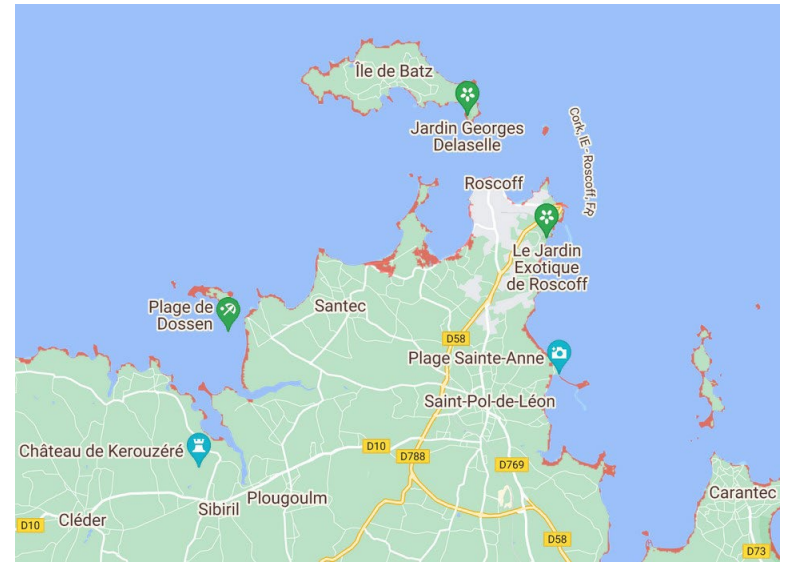 Île de Batz
Jardin Georges
Delaselle
Cork, IE - Roscoff, FR
Roscoff
Le Jardin
Exotique
de Roscoff
Plage de
Dossen
Santec
D58
Plage Sainte-Anne
Saint-Pol-de-Léon
Château de Kerouzéré
D10
D788
D769
Plougoulm
Carantec
Sibiril
Cléder
D10
D58
D73